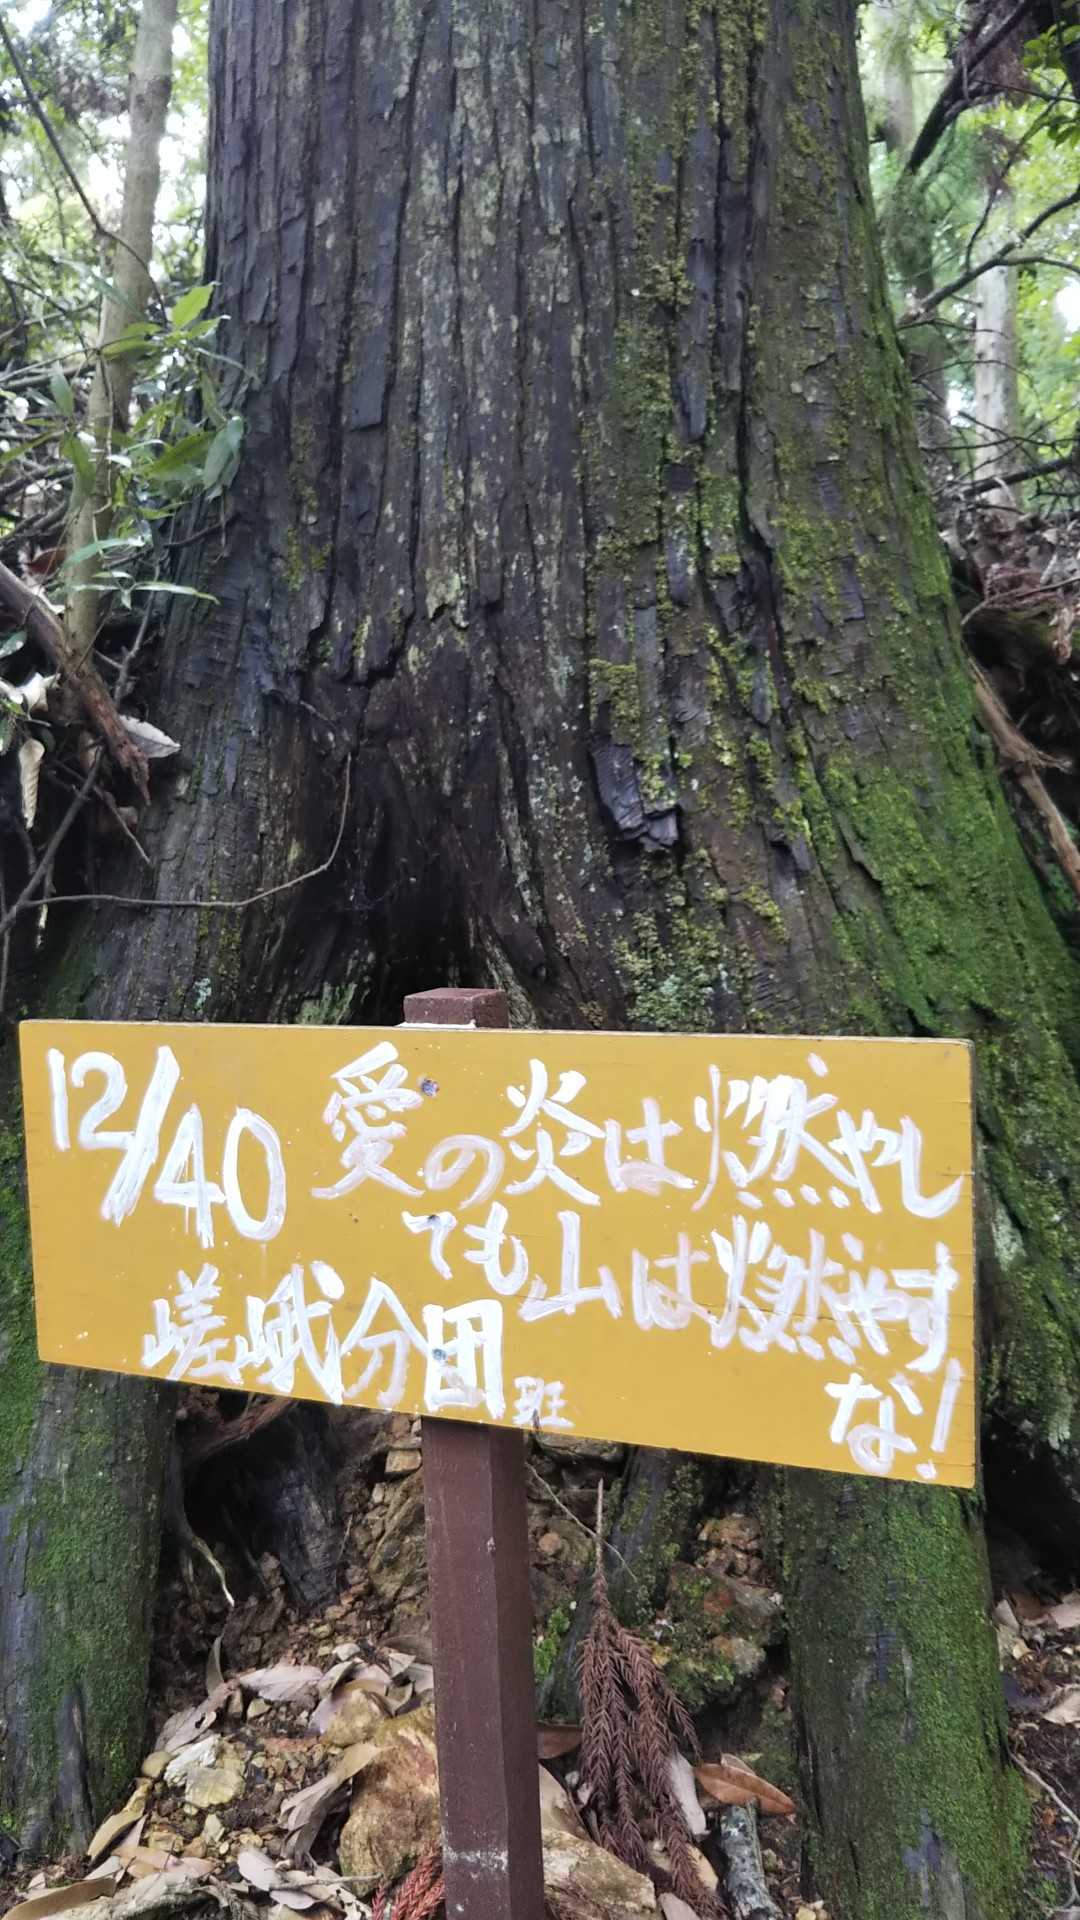 12/40 愛の炎は燃やし
ても山は燃やす
な!
嵯峨分団班